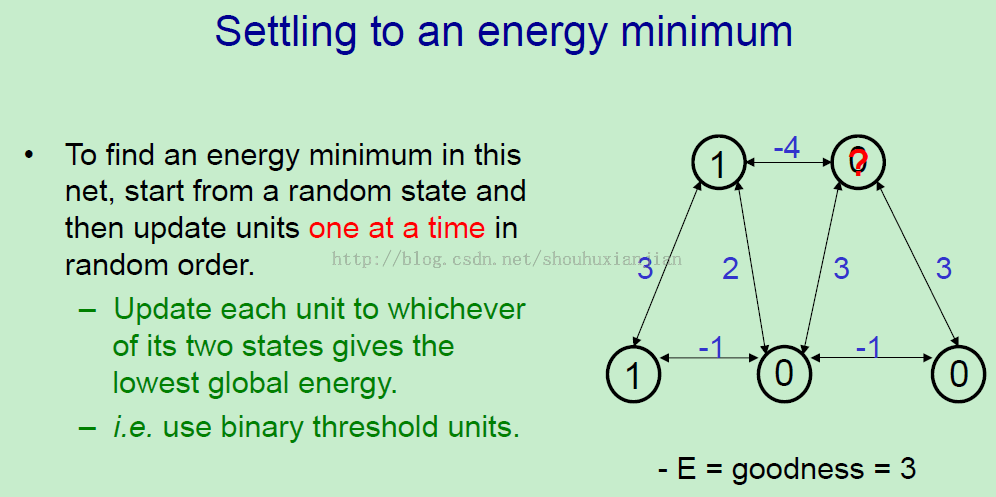 Settling to an energy minimum
• To find an energy minimum in this
net, start from a random state and
then update units one at a time in
random order.
– Update each unit to whichever
of its two states gives the
lowest global energy.
– i.e. use binary threshold units.
http://blog.csdn.net/shouhuxianjian
-4
1
0
?
3
2
3
3
-1
-1
1
0
0
- E = goodness = 3